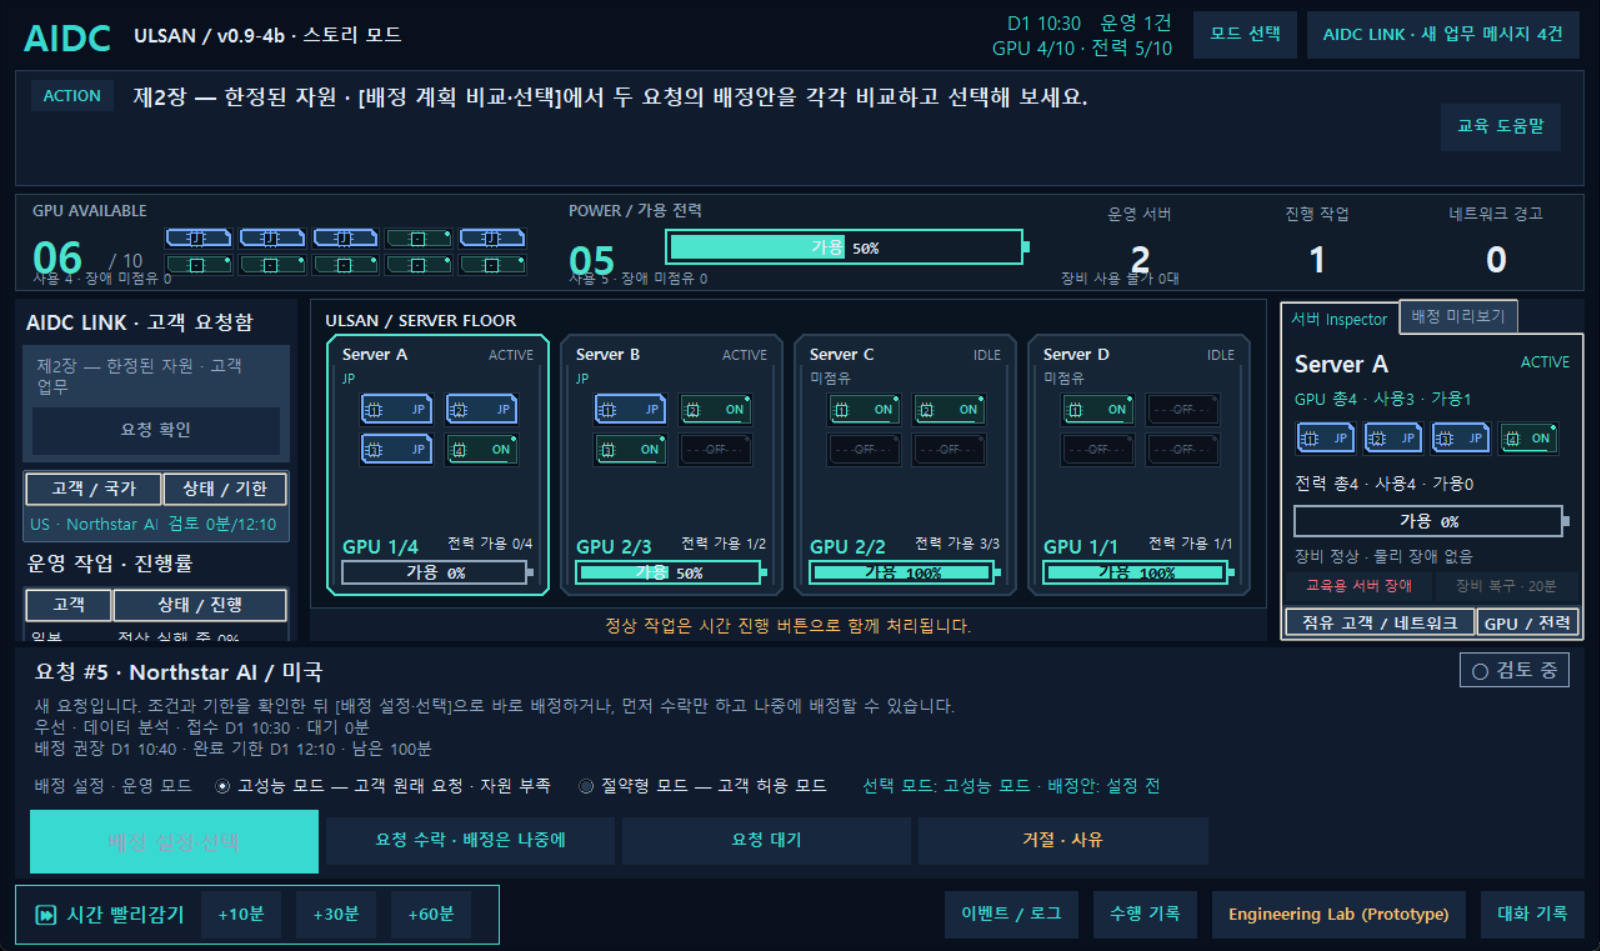 AIDC
ULSAN / v0.9-4b · 스토리 모드
D1 10:30 운영 1건
GPU 4/10 · 전력 5/10
모드 선택
AIDC LINK · 새 업무 메시지 4건
ACTION
제2장 — 한정된 자원 · [배정 계획 비교·선택]에서 두 요청의 배정안을 각각 비교하고 선택해 보세요.
교육 도움말
GPU AVAILABLE
06 / 10
사용 4 · 장애 미점유 0
J J J · J
· · · · ·
POWER / 가용 전력
05
사용 5 · 장애 미점유 0
가용 50%
운영 서버
2
장비 사용 불가 0대
진행 작업
1
네트워크 경고
0
AIDC LINK · 고객 요청함
제2장 — 한정된 자원 · 고객
업무
요청 확인
고객 / 국가 상태 / 기한
US · Northstar AI 검토 0분/12:10
운영 작업 · 진행률
고객 상태 / 진행
일본 정상 실행 중 0%
ULSAN / SERVER FLOOR
Server A ACTIVE
JP
1 JP 2 JP
3 JP 4 ON
GPU 1/4 전력 가용 0/4
가용 0%
Server B ACTIVE
JP
1 JP 2 ON
3 ON OFF
GPU 2/3 전력 가용 1/2
가용 50%
Server C IDLE
미점유
1 ON 2 ON
OFF OFF
GPU 2/2 전력 가용 3/3
가용 100%
Server D IDLE
미점유
1 ON OFF
OFF OFF
GPU 1/1 전력 가용 1/1
가용 100%
정상 작업은 시간 진행 버튼으로 함께 처리됩니다.
서버 Inspector 배정 미리보기
Server A ACTIVE
GPU 총4 · 사용3 · 가용1
1 JP 2 JP 3 JP 4 ON
전력 총4 · 사용4 · 가용0
가용 0%
장비 정상 · 물리 장애 없음
교육용 서버 장애 장비 복구 · 20분
점유 고객 / 네트워크 GPU / 전력
요청 #5 · Northstar AI / 미국
○ 검토 중
새 요청입니다. 조건과 기한을 확인한 뒤 [배정 설정·선택]으로 바로 배정하거나, 먼저 수락만 하고 나중에 배정할 수 있습니다.
우선 · 데이터 분석 · 접수 D1 10:30 · 대기 0분
배정 권장 D1 10:40 · 완료 기한 D1 12:10 · 남은 100분
배정 설정 · 운영 모드 고성능 모드 — 고객 원래 요청 · 자원 부족 절약형 모드 — 고객 허용 모드 선택 모드: 고성능 모드 · 배정안: 설정 전
배정 설정·선택
요청 수락 · 배정은 나중에
요청 대기
거절 · 사유
시간 빨리감기 +10분 +30분 +60분
이벤트 / 로그
수행 기록
Engineering Lab (Prototype)
대화 기록